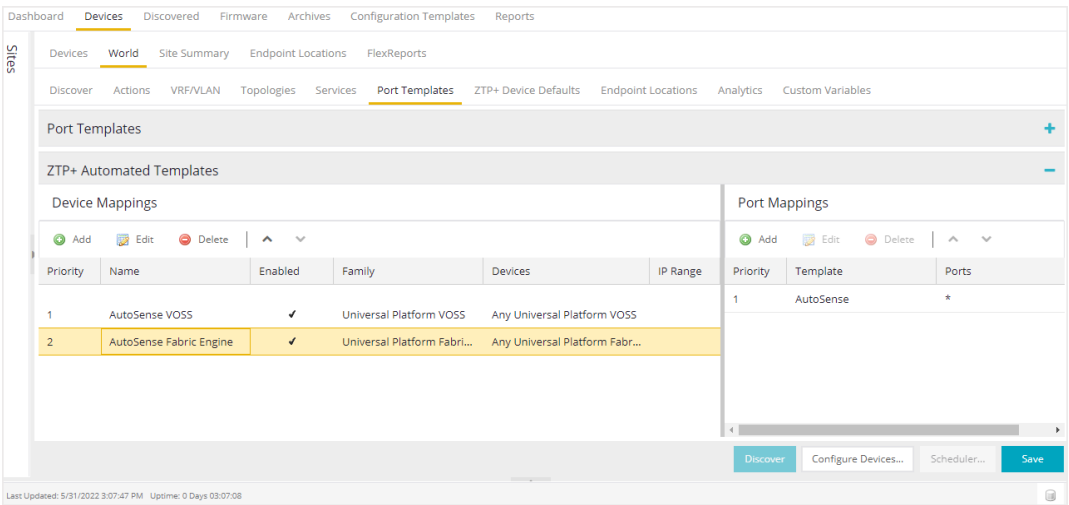 Dashboard Devices Discovered Firmware Archives Configuration Templates Reports
Sites
Devices World Site Summary Endpoint Locations FlexReports
Discover Actions VRF/VLAN Topologies Services Port Templates ZTP+ Device Defaults Endpoint Locations Analytics Custom Variables
Port Templates
ZTP+ Automated Templates
Device Mappings
Add Edit Delete
Priority Name Enabled Family Devices IP Range
1 AutoSense VOSS ✔ Universal Platform VOSS Any Universal Platform VOSS
2 AutoSense Fabric Engine ✔ Universal Platform Fabri... Any Universal Platform Fabr...
Port Mappings
Add Edit Delete
Priority Template Ports
1 AutoSense *
Discover Configure Devices... Scheduler... Save
Last Updated: 5/31/2022 3:07:47 PM Uptime: 0 Days 03:07:08